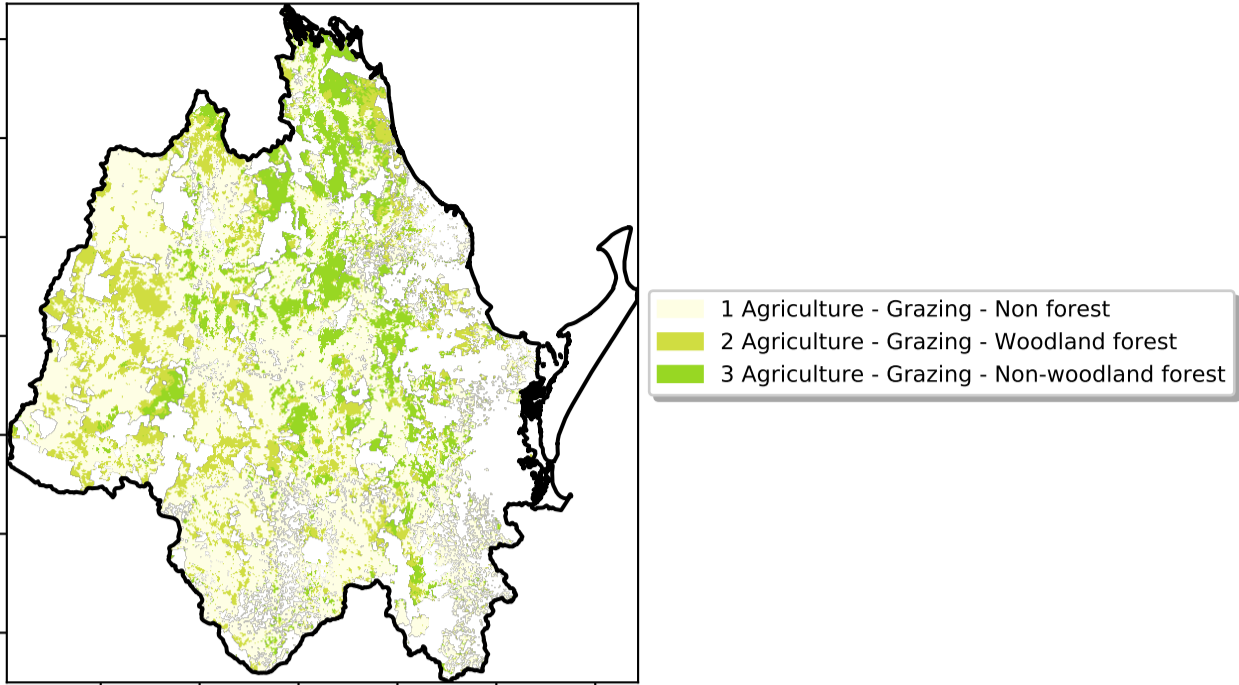 1 Agriculture - Grazing - Non forest
2 Agriculture - Grazing - Woodland forest
3 Agriculture - Grazing - Non-woodland forest